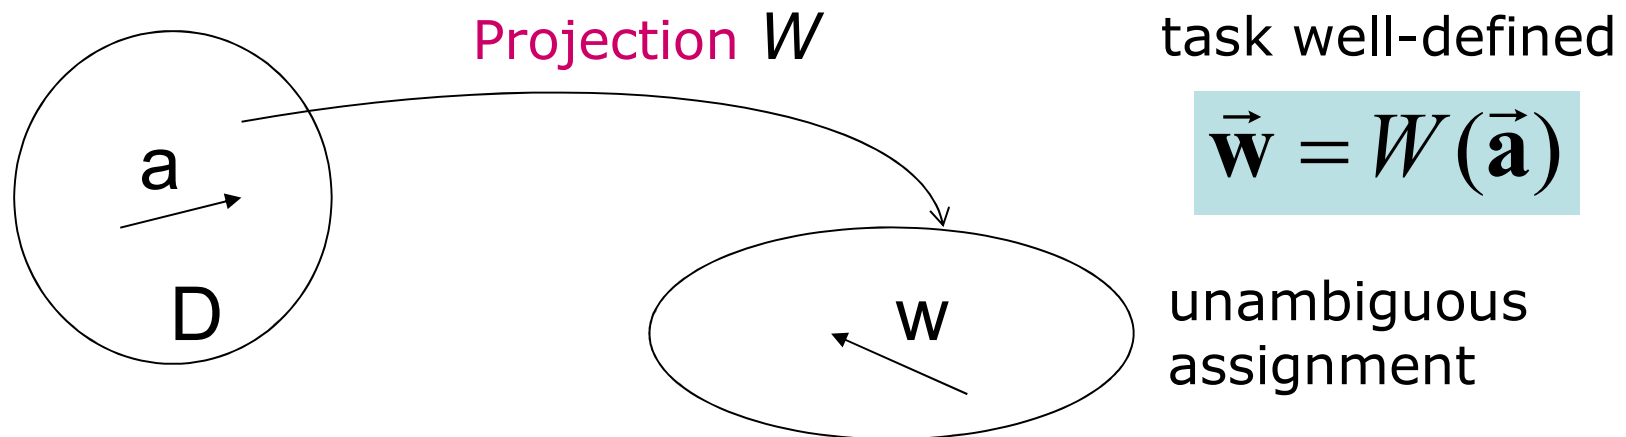 Projection W
task well-defined
a
w⃗ = W(a⃗)
D
w
unambiguous
assignment